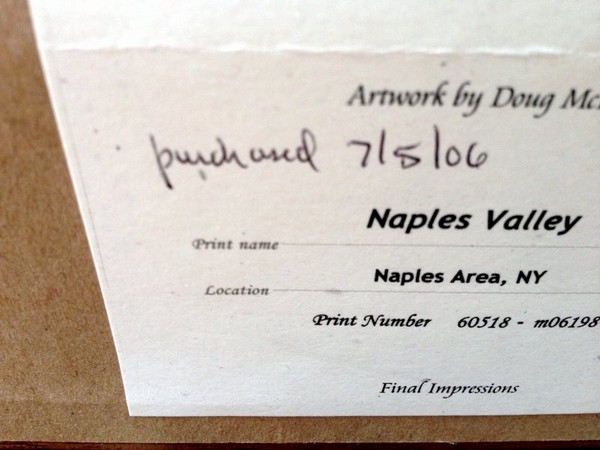 Artwork by Doug Mc
purchased 7/5/06
Naples Valley
Print name
Naples Area, NY
Location
Print Number 60518 - m06198
Final Impressions